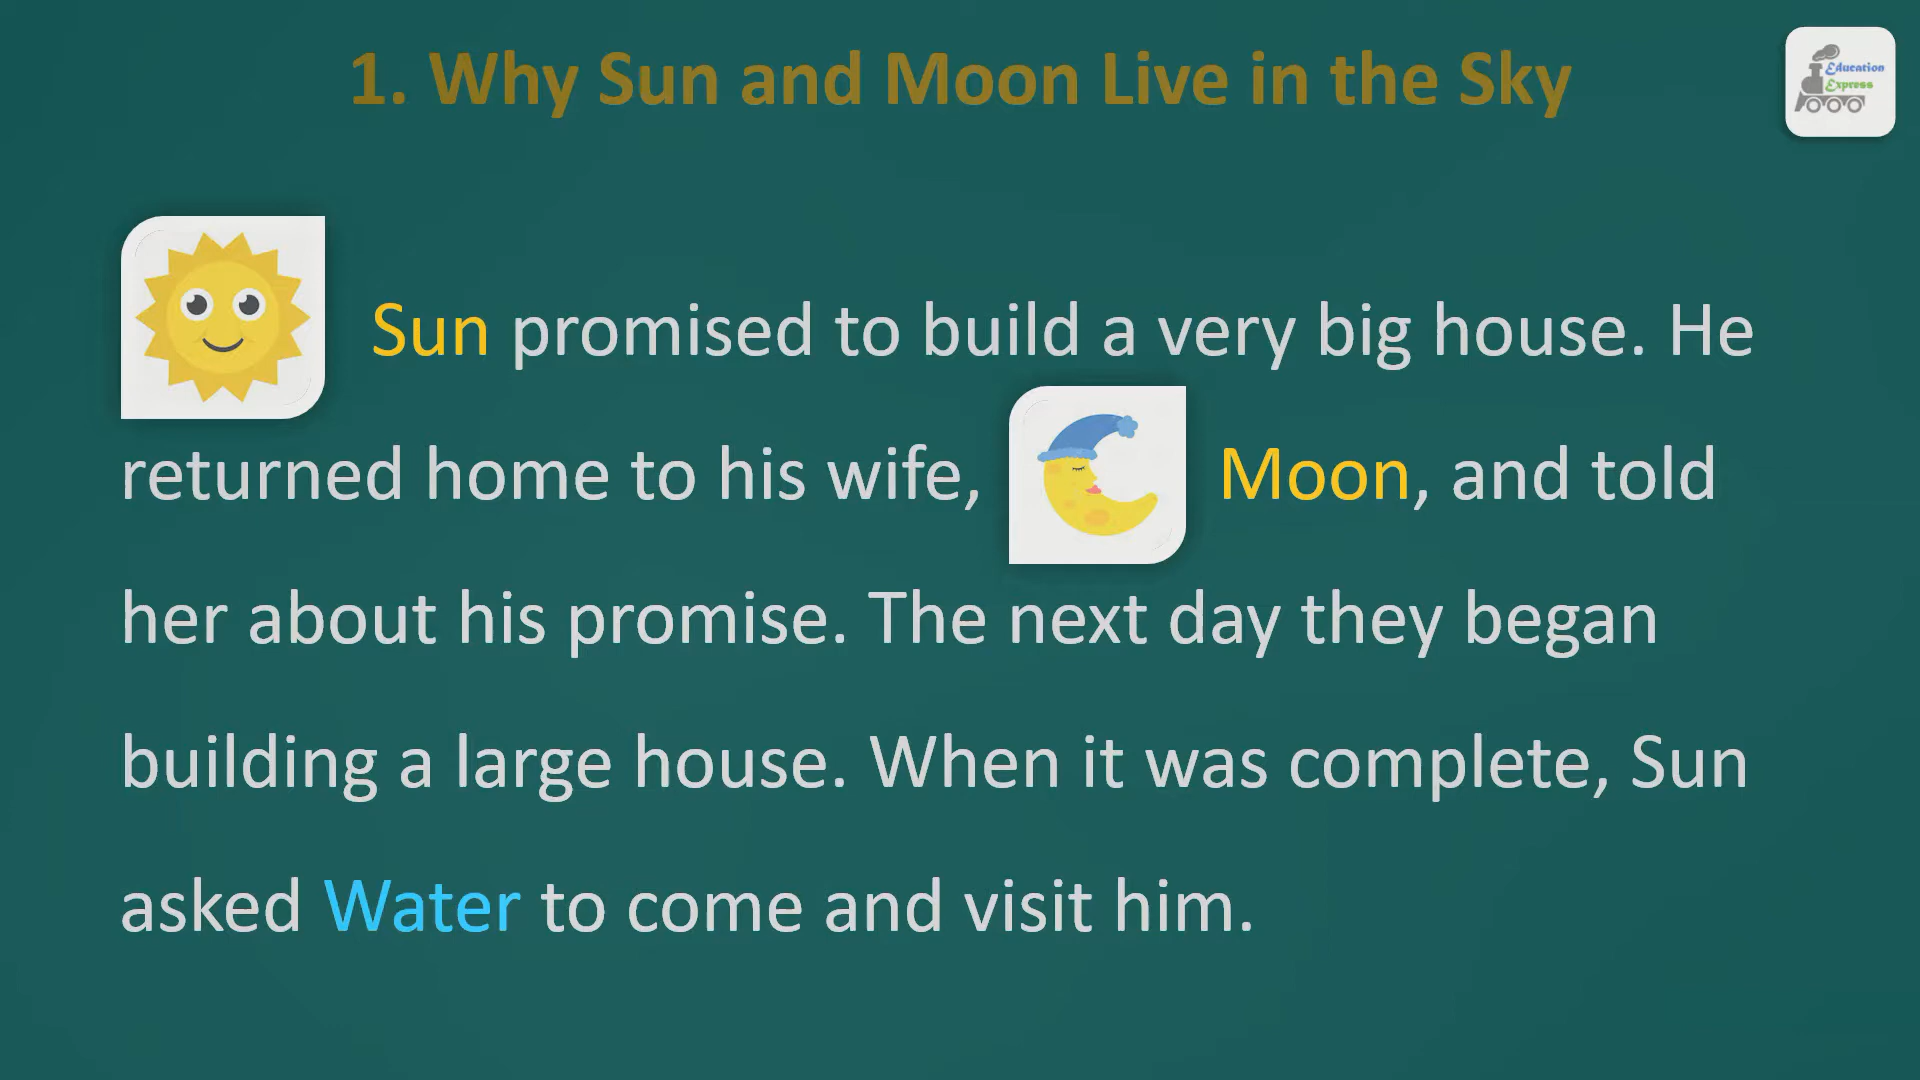 1. Why Sun and Moon Live in the Sky
Education
Express
Sun promised to build a very big house. He
returned home to his wife, Moon, and told
her about his promise. The next day they began
building a large house. When it was complete, Sun
asked Water to come and visit him.